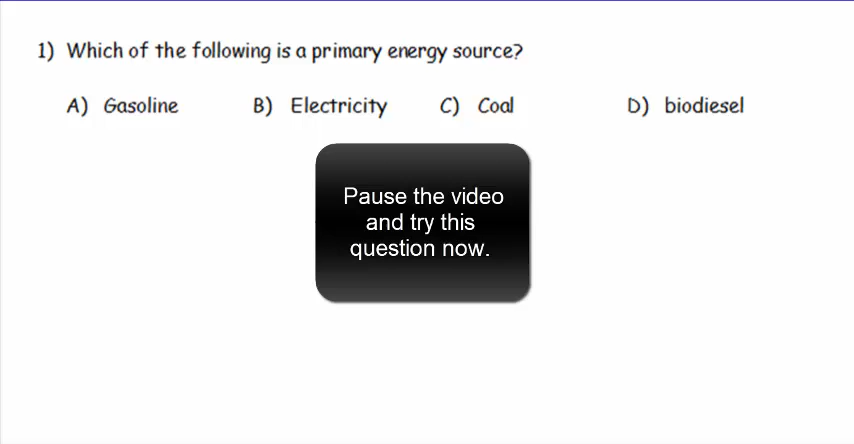 1) Which of the following is a primary energy source?
A) Gasoline B) Electricity C) Coal D) biodiesel
Pause the video
and try this
question now.